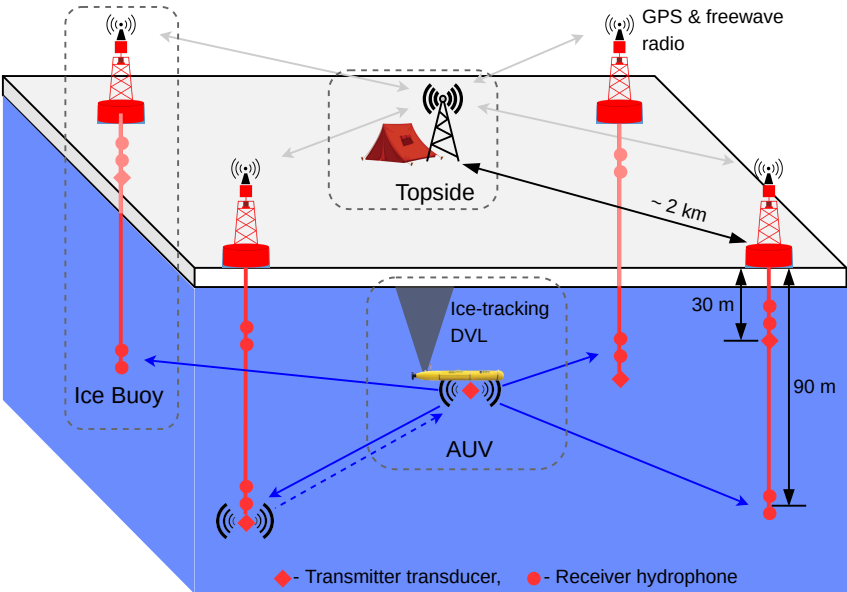 GPS & freewave
radio
Topside
~ 2 km
Ice-tracking
DVL
30 m
90 m
Ice Buoy
AUV
- Transmitter transducer,
- Receiver hydrophone